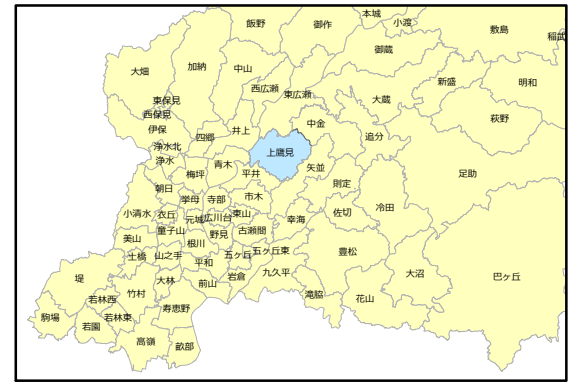 本城
飯野
御作
小渡
敷島
稲武
御蔵
大畑
加納
中山
新盛
明和
西広瀬
東広瀬
大蔵
東保見
西保見
萩野
伊保
四郷
井上
中金
追分
浄水北
浄水
上鷹見
青木
平井
矢並
梅坪
足助
朝日
則定
挙母
寺部
市木
小清水
衣丘
元城
広川台
東山
幸海
佐切
冷田
童子山
野見
古瀬間
美山
根川
土橋
山之手
平和
五ヶ丘
五ヶ丘東
豊松
堤
大林
前山
岩倉
九久平
大沼
巴ケ丘
竹村
若林西
寿恵野
滝脇
花山
駒場
若園
若林東
高嶺
畝部